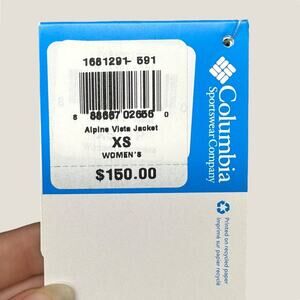 1681291- 591
8 88667 02656 0
Alpine Vista Jacket
XS
WOMEN'S
$150.00
Columbia
Sportswear Company
Printed on recycled paper
Imprimé sur papier recyclé